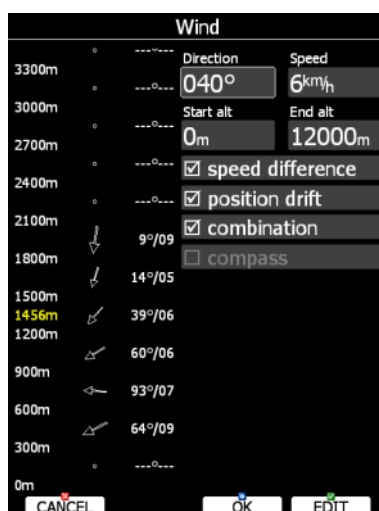 Wind
---°---
3300m
---°---
3000m
---°---
2700m
---°---
2400m
---°---
2100m
9°/09
1800m
14°/05
1500m
1456m
39°/06
1200m
60°/06
900m
93°/07
600m
64°/09
300m
---°---
0m
Direction Speed
040° 6km/h
Start alt End alt
0m 12000m
speed difference
position drift
combination
compass
CANCEL OK EDIT